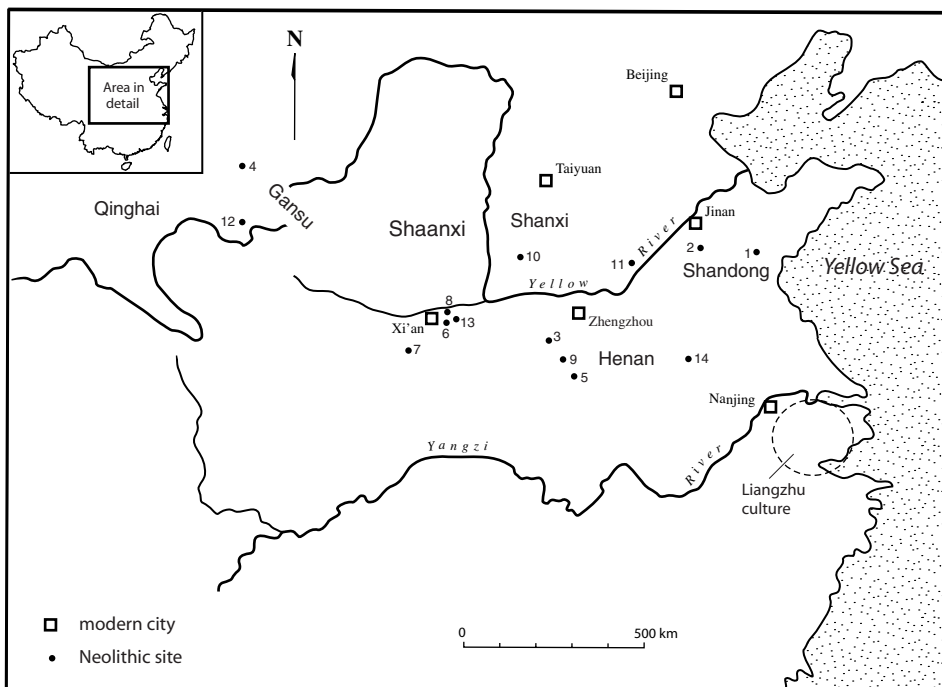 Area in
detail
N
Beijing
4
Taiyuan
Qinghai
Gansu
Jinan
12
Shaanxi
Shanxi
River
2
1
10
11
Shandong
Yellow Sea
Yellow
8
Xi'an
13
6
Zhengzhou
3
7
9
Henan
14
5
Nanjing
Yangzi
River
Liangzhu
culture
modern city
0
500 km
Neolithic site